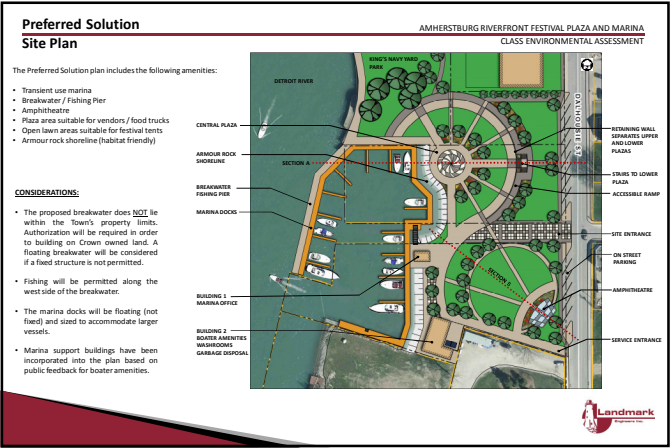 Preferred Solution
Site Plan
AMHERSTBURG RIVERFRONT FESTIVAL PLAZA AND MARINA
CLASS ENVIRONMENTAL ASSESSMENT
The Preferred Solution plan includes the following amenities:
• Transient use marina
• Breakwater / Fishing Pier
• Amphitheatre
• Plaza area suitable for vendors / food trucks
• Open lawn areas suitable for festival tents
• Armour rock shoreline (habitat friendly)
CONSIDERATIONS:
• The proposed breakwater does NOT lie
within the Town's property limits.
Authorization will be required in order
to building on Crown owned land. A
floating breakwater will be considered
if a fixed structure is not permitted.
• Fishing will be permitted along the
west side of the breakwater.
• The marina docks will be floating (not
fixed) and sized to accommodate larger
vessels.
• Marina support buildings have been
incorporated into the plan based on
public feedback for boater amenities.
KING'S NAVY YARD
PARK
DETROIT RIVER
DALHOUSIE ST
CENTRAL PLAZA
ARMOUR ROCK
SHORELINE
SECTION A
BREAKWATER
FISHING PIER
MARINA DOCKS
BUILDING 1
MARINA OFFICE
BUILDING 2
BOATER AMENITIES
WASHROOMS
GARBAGE DISPOSAL
SECTION B
RETAINING WALL
SEPARATES UPPER
AND LOWER
PLAZAS
STAIRS TO LOWER
PLAZA
ACCESSIBLE RAMP
SITE ENTRANCE
ON STREET
PARKING
AMPHITHEATRE
SERVICE ENTRANCE
Landmark
Engineers Inc.